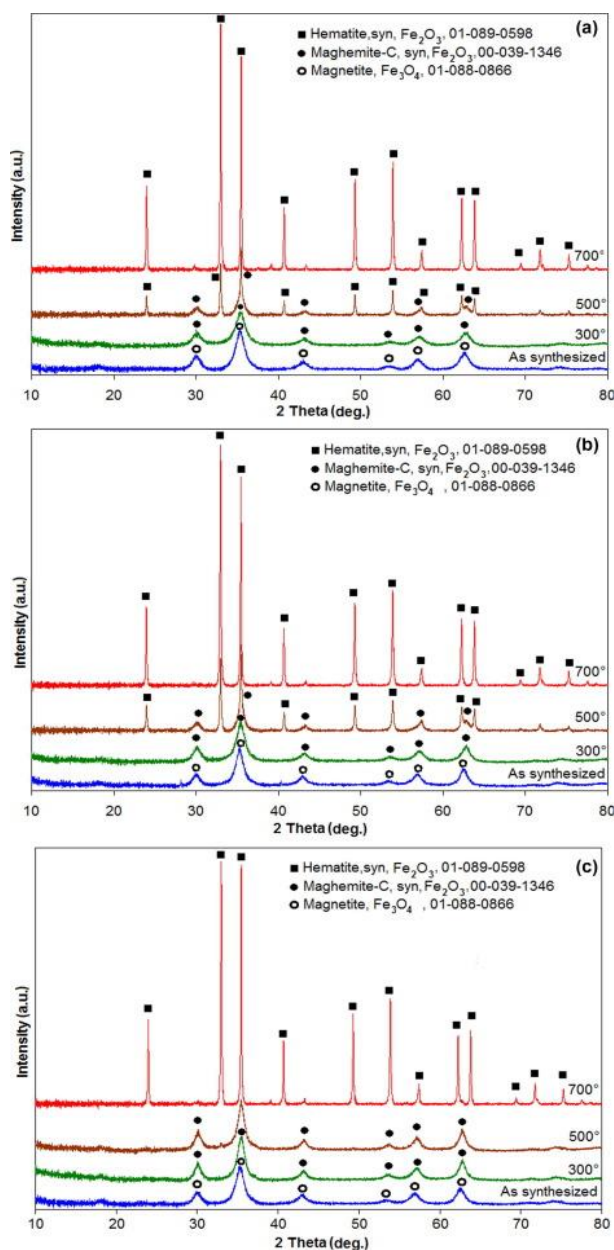 (a)
■ Hematite,syn, Fe₂O₃, 01-089-0598
● Maghemite-C, syn, Fe₂O₃,00-039-1346
○ Magnetite, Fe₃O₄, 01-088-0866
Intensity (a.u.)
700°
500°
300°
As synthesized
10 20 30 40 50 60 70 80
2 Theta (deg.)
(b)
■ Hematite,syn, Fe₂O₃, 01-089-0598
● Maghemite-C, syn, Fe₂O₃,00-039-1346
○ Magnetite, Fe₃O₄ , 01-088-0866
Intensity (a.u.)
700°
500°
300°
As synthesized
10 20 30 40 50 60 70 80
2 Theta (deg.)
(c)
■ Hematite,syn, Fe₂O₃, 01-089-0598
● Maghemite-C, syn, Fe₂O₃,00-039-1346
○ Magnetite, Fe₃O₄ , 01-088-0866
Intensity (a.u.)
700°
500°
300°
As synthesized
10 20 30 40 50 60 70 80
2 Theta (deg.)